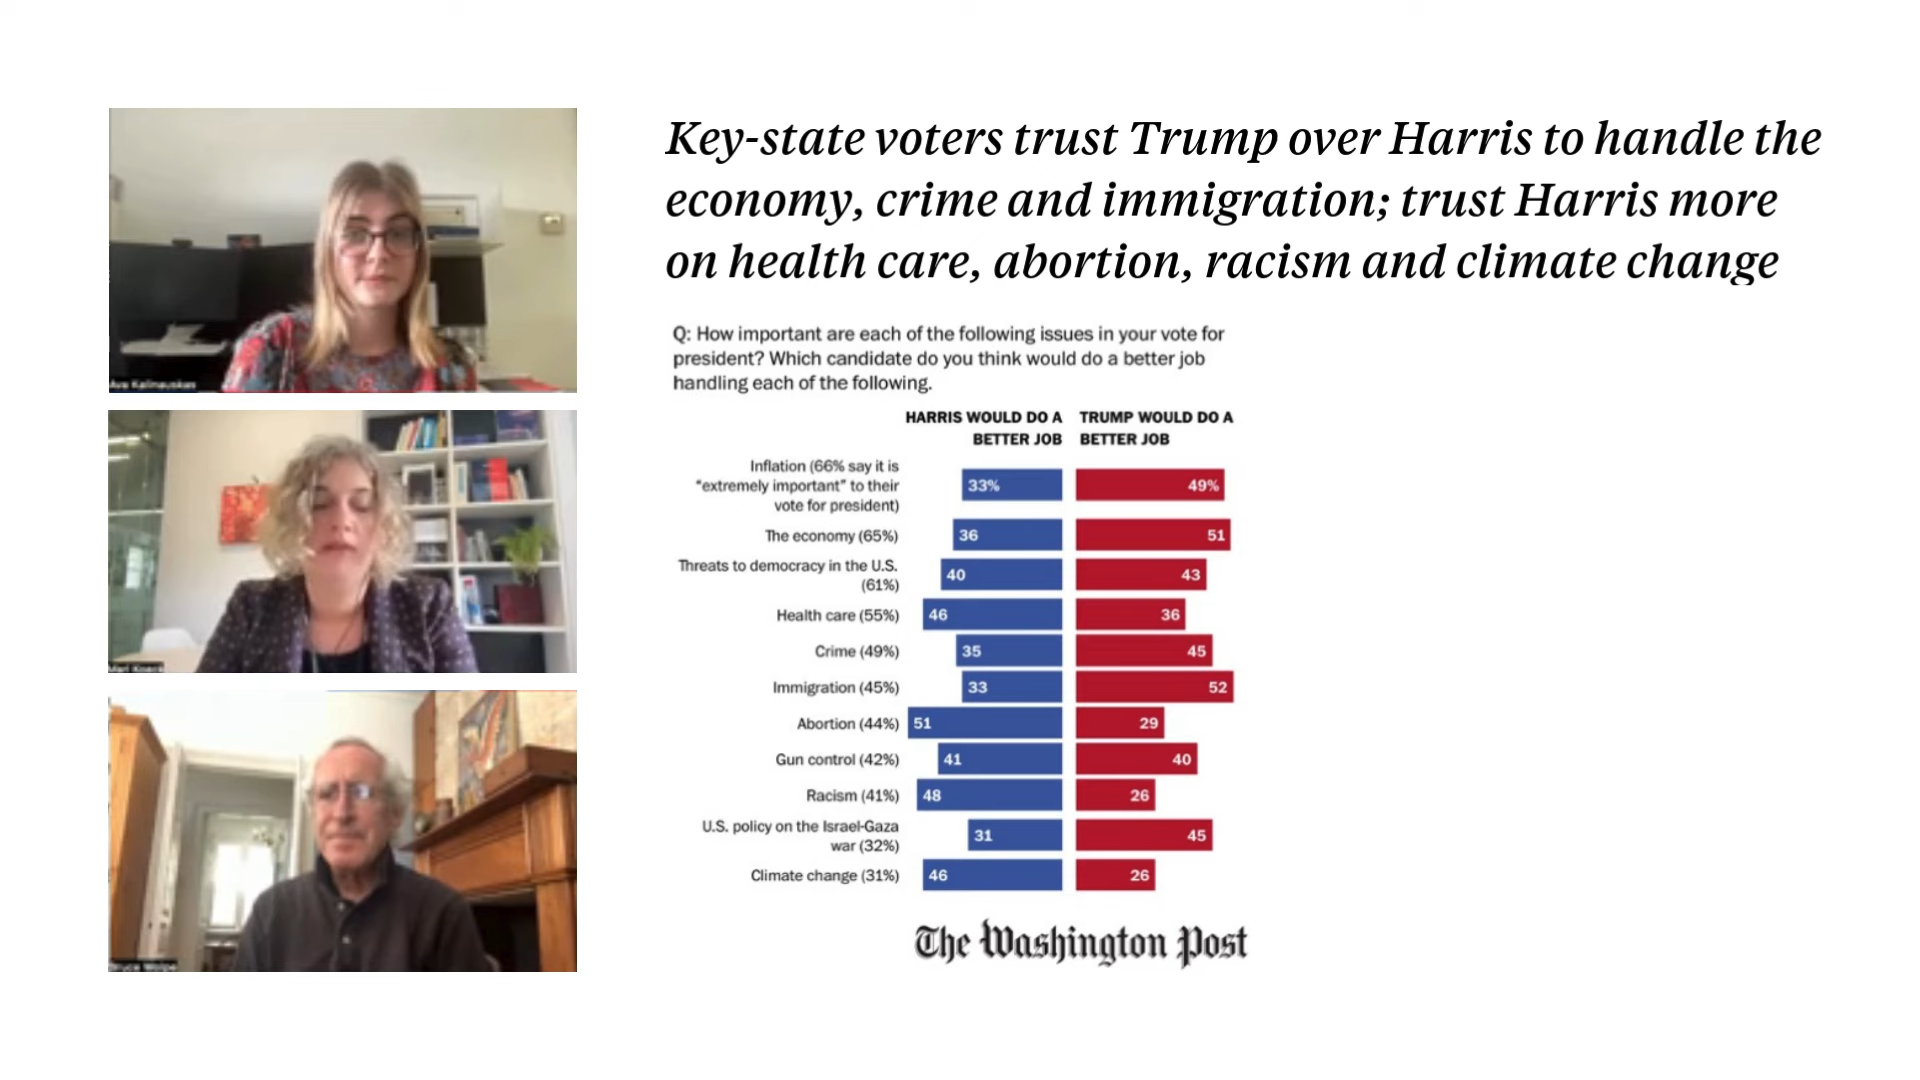 Key-state voters trust Trump over Harris to handle the
economy, crime and immigration; trust Harris more
on health care, abortion, racism and climate change
Q: How important are each of the following issues in your vote for
president? Which candidate do you think would do a better job
handling each of the following.
HARRIS WOULD DO A
BETTER JOB
TRUMP WOULD DO A
BETTER JOB
Inflation (66% say it is
"extremely important" to their
vote for president)
33%
49%
The economy (65%)
36
51
Threats to democracy in the U.S.
(61%)
40
43
Health care (55%)
46
36
Crime (49%)
35
45
Immigration (45%)
33
52
Abortion (44%)
51
29
Gun control (42%)
41
40
Racism (41%)
48
26
U.S. policy on the Israel-Gaza
war (32%)
31
45
Climate change (31%)
46
26
The Washington Post
Ava Kalinauskas
Bruce Wolpe